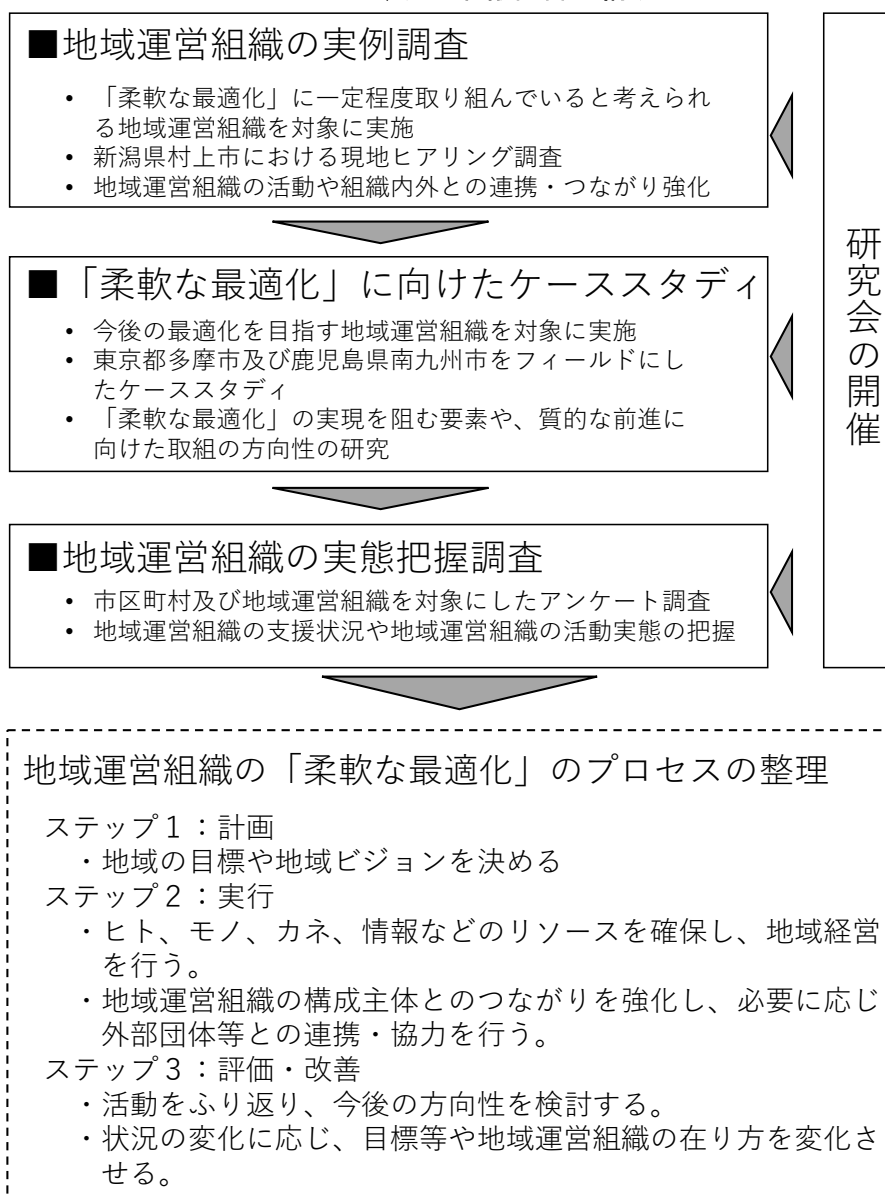 ■地域運営組織の実例調査
• 「柔軟な最適化」に一定程度取り組んでいると考えられ
る地域運営組織を対象に実施
• 新潟県村上市における現地ヒアリング調査
• 地域運営組織の活動や組織内外との連携・つながり強化
■「柔軟な最適化」に向けたケーススタディ
• 今後の最適化を目指す地域運営組織を対象に実施
• 東京都多摩市及び鹿児島県南九州市をフィールドにし
たケーススタディ
• 「柔軟な最適化」の実現を阻む要素や、質的な前進に
向けた取組の方向性の研究
■地域運営組織の実態把握調査
• 市区町村及び地域運営組織を対象にしたアンケート調査
• 地域運営組織の支援状況や地域運営組織の活動実態の把握
研究会の開催
地域運営組織の「柔軟な最適化」のプロセスの整理
ステップ1：計画
・地域の目標や地域ビジョンを決める
ステップ2：実行
・ヒト、モノ、カネ、情報などのリソースを確保し、地域経営
を行う。
・地域運営組織の構成主体とのつながりを強化し、必要に応じ
外部団体等との連携・協力を行う。
ステップ3：評価・改善
・活動をふり返り、今後の方向性を検討する。
・状況の変化に応じ、目標等や地域運営組織の在り方を変化さ
せる。